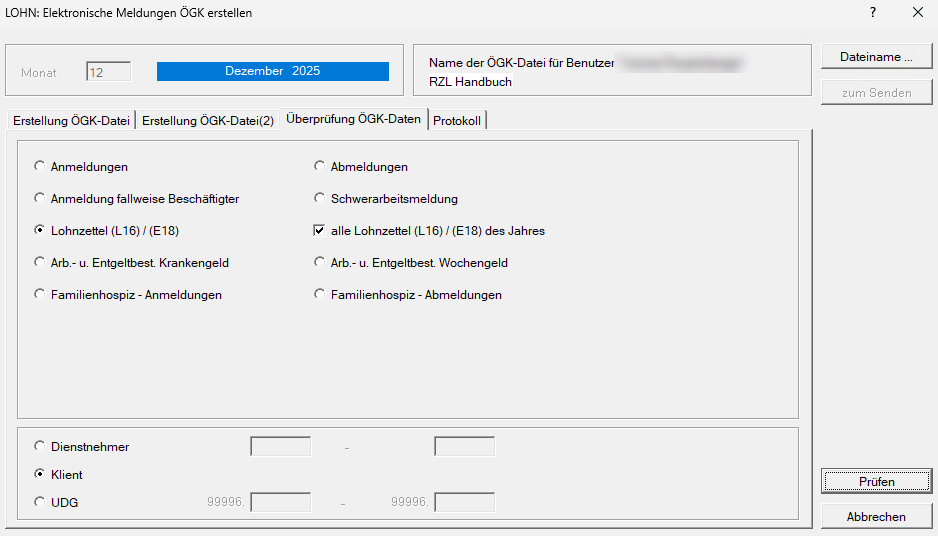 LOHN: Elektronische Meldungen ÖGK erstellen
Monat 12 Dezember 2025
Name der ÖGK-Datei für Benutzer
RZL Handbuch
Dateiname ...
zum Senden
Erstellung ÖGK-Datei Erstellung ÖGK-Datei(2) Überprüfung ÖGK-Daten Protokoll
Anmeldungen Abmeldungen
Anmeldung fallweise Beschäftigter Schwerarbeitsmeldung
Lohnzettel (L16) / (E18) alle Lohnzettel (L16) / (E18) des Jahres
Arb.- u. Entgeltbest. Krankengeld Arb.- u. Entgeltbest. Wochengeld
Familienhospiz - Anmeldungen Familienhospiz - Abmeldungen
Dienstnehmer -
Klient
UDG 99996. - 99996.
Prüfen
Abbrechen